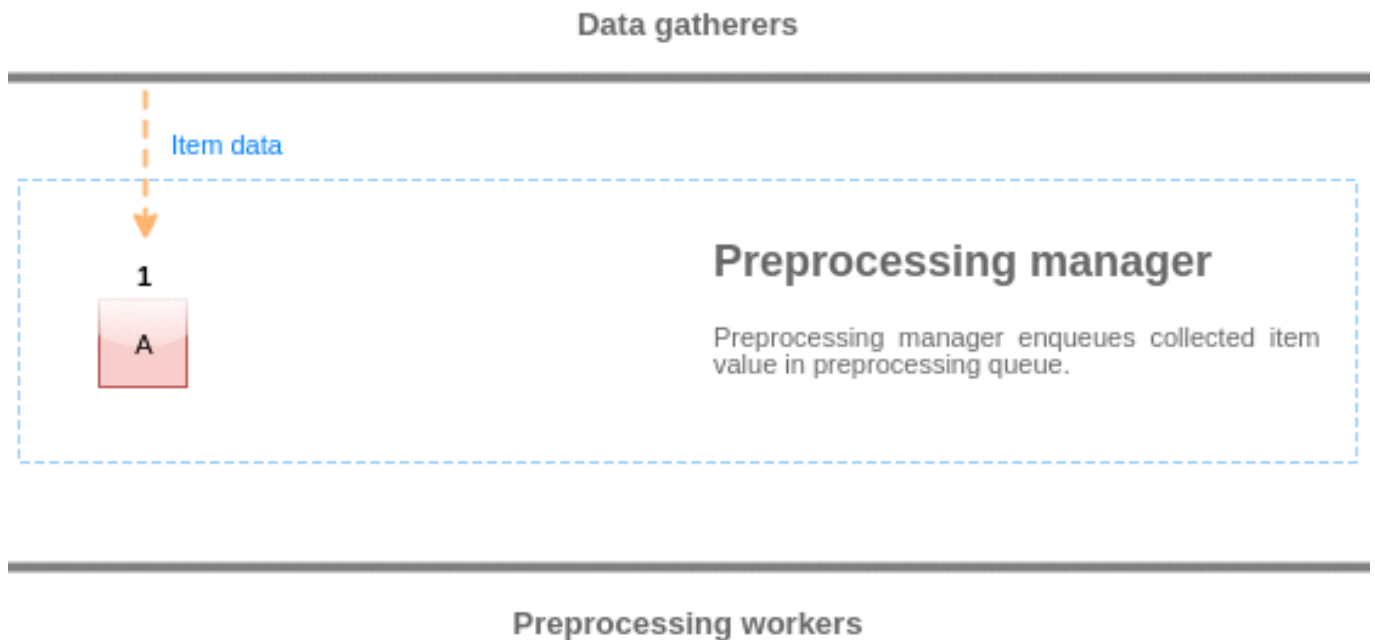 Data gatherers
Item data
1
A
Preprocessing manager
Preprocessing manager enqueues collected item
value in preprocessing queue.
Preprocessing workers